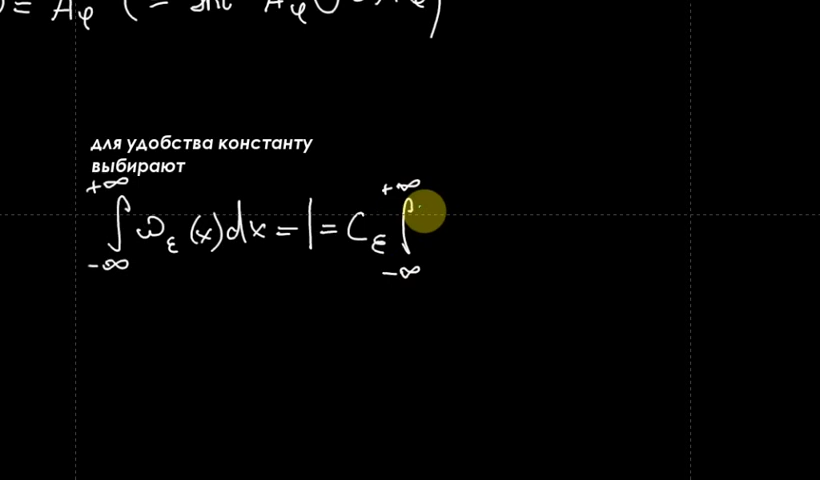 для удобства константу
выбирают
+∞ +∞
∫ ω_ε (x) dx = 1 = C_ε ∫
-∞ -∞